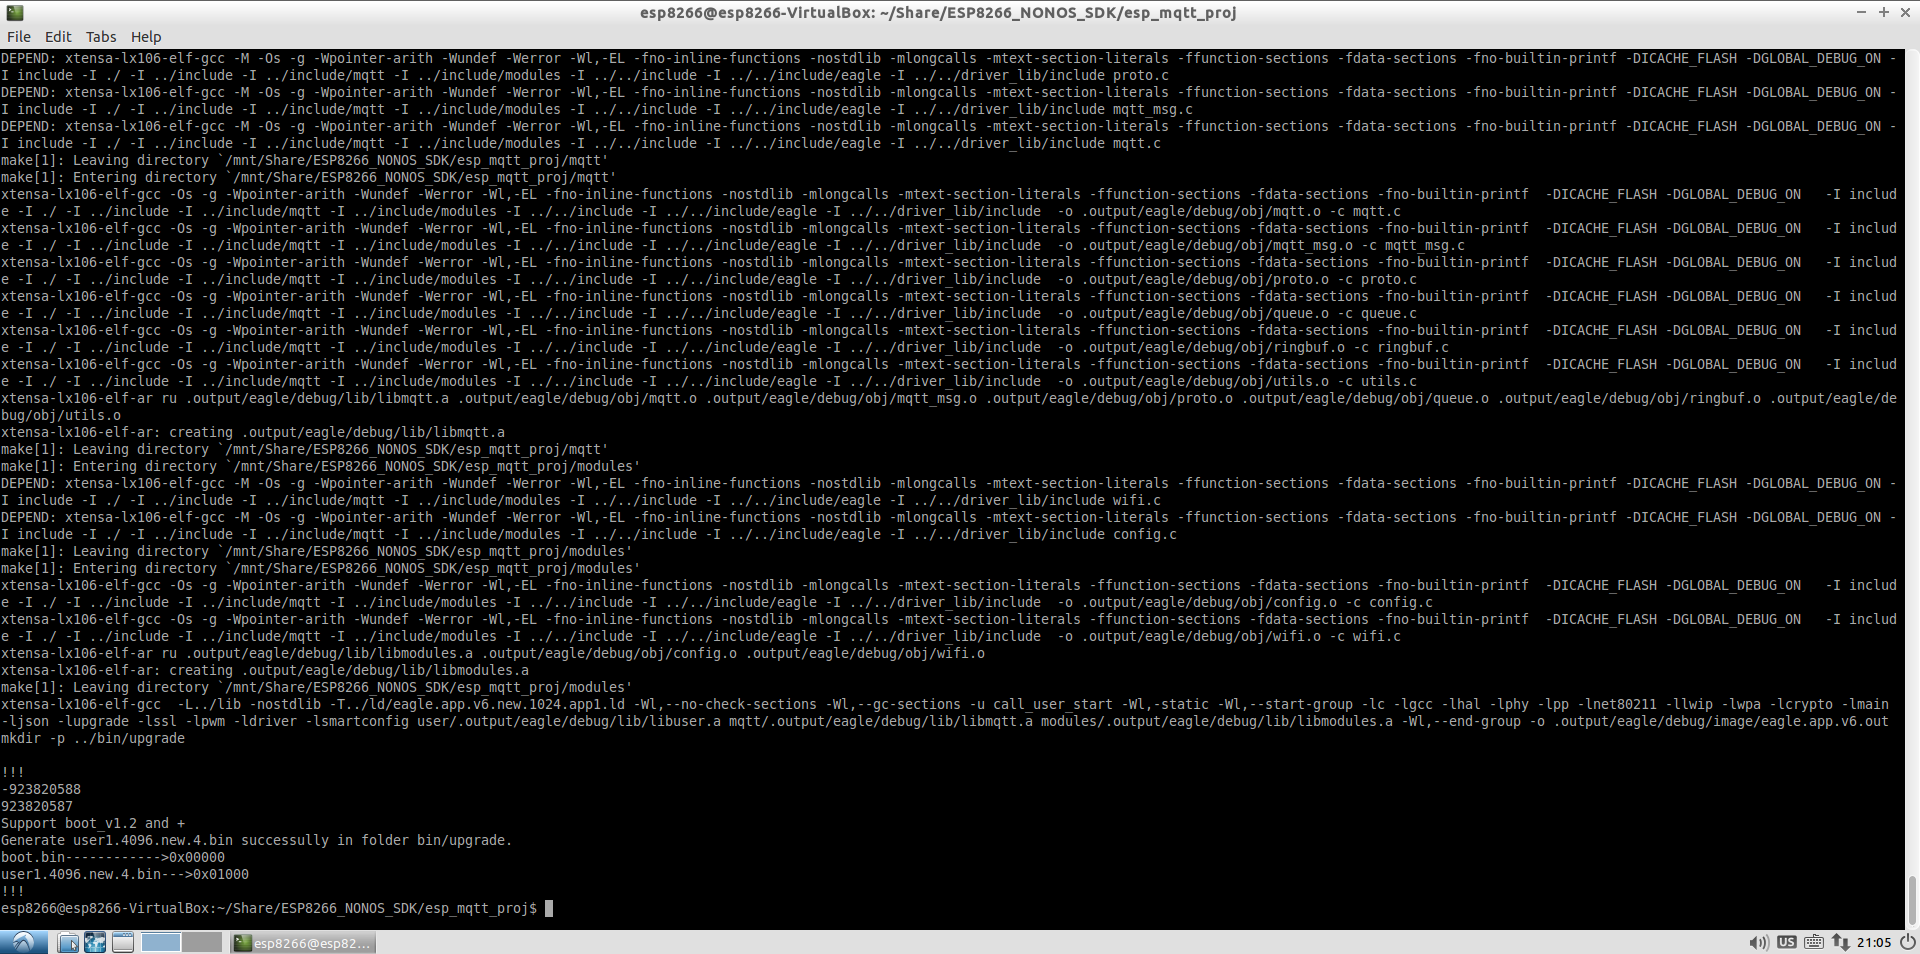 esp8266@esp8266-VirtualBox: ~/Share/ESP8266_NONOS_SDK/esp_mqtt_proj
File Edit Tabs Help
DEPEND: xtensa-lx106-elf-gcc -M -Os -g -Wpointer-arith -Wundef -Werror -Wl,-EL -fno-inline-functions -nostdlib -mlongcalls -mtext-section-literals -ffunction-sections -fdata-sections -fno-builtin-printf -DICACHE_FLASH -DGLOBAL_DEBUG_ON -
I include -I ./ -I ../include -I ../include/mqtt -I ../include/modules -I ../../include -I ../../include/eagle -I ../../driver_lib/include proto.c
DEPEND: xtensa-lx106-elf-gcc -M -Os -g -Wpointer-arith -Wundef -Werror -Wl,-EL -fno-inline-functions -nostdlib -mlongcalls -mtext-section-literals -ffunction-sections -fdata-sections -fno-builtin-printf -DICACHE_FLASH -DGLOBAL_DEBUG_ON -
I include -I ./ -I ../include -I ../include/mqtt -I ../include/modules -I ../../include -I ../../include/eagle -I ../../driver_lib/include mqtt_msg.c
DEPEND: xtensa-lx106-elf-gcc -M -Os -g -Wpointer-arith -Wundef -Werror -Wl,-EL -fno-inline-functions -nostdlib -mlongcalls -mtext-section-literals -ffunction-sections -fdata-sections -fno-builtin-printf -DICACHE_FLASH -DGLOBAL_DEBUG_ON -
I include -I ./ -I ../include -I ../include/mqtt -I ../include/modules -I ../../include -I ../../include/eagle -I ../../driver_lib/include mqtt.c
make[1]: Leaving directory `/mnt/Share/ESP8266_NONOS_SDK/esp_mqtt_proj/mqtt'
make[1]: Entering directory `/mnt/Share/ESP8266_NONOS_SDK/esp_mqtt_proj/mqtt'
xtensa-lx106-elf-gcc -Os -g -Wpointer-arith -Wundef -Werror -Wl,-EL -fno-inline-functions -nostdlib -mlongcalls -mtext-section-literals -ffunction-sections -fdata-sections -fno-builtin-printf  -DICACHE_FLASH -DGLOBAL_DEBUG_ON   -I includ
e -I ./ -I ../include -I ../include/mqtt -I ../include/modules -I ../../include -I ../../include/eagle -I ../../driver_lib/include  -o .output/eagle/debug/obj/mqtt.o -c mqtt.c
xtensa-lx106-elf-gcc -Os -g -Wpointer-arith -Wundef -Werror -Wl,-EL -fno-inline-functions -nostdlib -mlongcalls -mtext-section-literals -ffunction-sections -fdata-sections -fno-builtin-printf  -DICACHE_FLASH -DGLOBAL_DEBUG_ON   -I includ
e -I ./ -I ../include -I ../include/mqtt -I ../include/modules -I ../../include -I ../../include/eagle -I ../../driver_lib/include  -o .output/eagle/debug/obj/mqtt_msg.o -c mqtt_msg.c
xtensa-lx106-elf-gcc -Os -g -Wpointer-arith -Wundef -Werror -Wl,-EL -fno-inline-functions -nostdlib -mlongcalls -mtext-section-literals -ffunction-sections -fdata-sections -fno-builtin-printf  -DICACHE_FLASH -DGLOBAL_DEBUG_ON   -I includ
e -I ./ -I ../include -I ../include/mqtt -I ../include/modules -I ../../include -I ../../include/eagle -I ../../driver_lib/include  -o .output/eagle/debug/obj/proto.o -c proto.c
xtensa-lx106-elf-gcc -Os -g -Wpointer-arith -Wundef -Werror -Wl,-EL -fno-inline-functions -nostdlib -mlongcalls -mtext-section-literals -ffunction-sections -fdata-sections -fno-builtin-printf  -DICACHE_FLASH -DGLOBAL_DEBUG_ON   -I includ
e -I ./ -I ../include -I ../include/mqtt -I ../include/modules -I ../../include -I ../../include/eagle -I ../../driver_lib/include  -o .output/eagle/debug/obj/queue.o -c queue.c
xtensa-lx106-elf-gcc -Os -g -Wpointer-arith -Wundef -Werror -Wl,-EL -fno-inline-functions -nostdlib -mlongcalls -mtext-section-literals -ffunction-sections -fdata-sections -fno-builtin-printf  -DICACHE_FLASH -DGLOBAL_DEBUG_ON   -I includ
e -I ./ -I ../include -I ../include/mqtt -I ../include/modules -I ../../include -I ../../include/eagle -I ../../driver_lib/include  -o .output/eagle/debug/obj/ringbuf.o -c ringbuf.c
xtensa-lx106-elf-gcc -Os -g -Wpointer-arith -Wundef -Werror -Wl,-EL -fno-inline-functions -nostdlib -mlongcalls -mtext-section-literals -ffunction-sections -fdata-sections -fno-builtin-printf  -DICACHE_FLASH -DGLOBAL_DEBUG_ON   -I includ
e -I ./ -I ../include -I ../include/mqtt -I ../include/modules -I ../../include -I ../../include/eagle -I ../../driver_lib/include  -o .output/eagle/debug/obj/utils.o -c utils.c
xtensa-lx106-elf-ar ru .output/eagle/debug/lib/libmqtt.a .output/eagle/debug/obj/mqtt.o .output/eagle/debug/obj/mqtt_msg.o .output/eagle/debug/obj/proto.o .output/eagle/debug/obj/queue.o .output/eagle/debug/obj/ringbuf.o .output/eagle/de
bug/obj/utils.o
xtensa-lx106-elf-ar: creating .output/eagle/debug/lib/libmqtt.a
make[1]: Leaving directory `/mnt/Share/ESP8266_NONOS_SDK/esp_mqtt_proj/mqtt'
make[1]: Entering directory `/mnt/Share/ESP8266_NONOS_SDK/esp_mqtt_proj/modules'
DEPEND: xtensa-lx106-elf-gcc -M -Os -g -Wpointer-arith -Wundef -Werror -Wl,-EL -fno-inline-functions -nostdlib -mlongcalls -mtext-section-literals -ffunction-sections -fdata-sections -fno-builtin-printf -DICACHE_FLASH -DGLOBAL_DEBUG_ON -
I include -I ./ -I ../include -I ../include/mqtt -I ../include/modules -I ../../include -I ../../include/eagle -I ../../driver_lib/include wifi.c
DEPEND: xtensa-lx106-elf-gcc -M -Os -g -Wpointer-arith -Wundef -Werror -Wl,-EL -fno-inline-functions -nostdlib -mlongcalls -mtext-section-literals -ffunction-sections -fdata-sections -fno-builtin-printf -DICACHE_FLASH -DGLOBAL_DEBUG_ON -
I include -I ./ -I ../include -I ../include/mqtt -I ../include/modules -I ../../include -I ../../include/eagle -I ../../driver_lib/include config.c
make[1]: Leaving directory `/mnt/Share/ESP8266_NONOS_SDK/esp_mqtt_proj/modules'
make[1]: Entering directory `/mnt/Share/ESP8266_NONOS_SDK/esp_mqtt_proj/modules'
xtensa-lx106-elf-gcc -Os -g -Wpointer-arith -Wundef -Werror -Wl,-EL -fno-inline-functions -nostdlib -mlongcalls -mtext-section-literals -ffunction-sections -fdata-sections -fno-builtin-printf  -DICACHE_FLASH -DGLOBAL_DEBUG_ON   -I includ
e -I ./ -I ../include -I ../include/mqtt -I ../include/modules -I ../../include -I ../../include/eagle -I ../../driver_lib/include  -o .output/eagle/debug/obj/config.o -c config.c
xtensa-lx106-elf-gcc -Os -g -Wpointer-arith -Wundef -Werror -Wl,-EL -fno-inline-functions -nostdlib -mlongcalls -mtext-section-literals -ffunction-sections -fdata-sections -fno-builtin-printf  -DICACHE_FLASH -DGLOBAL_DEBUG_ON   -I includ
e -I ./ -I ../include -I ../include/mqtt -I ../include/modules -I ../../include -I ../../include/eagle -I ../../driver_lib/include  -o .output/eagle/debug/obj/wifi.o -c wifi.c
xtensa-lx106-elf-ar ru .output/eagle/debug/lib/libmodules.a .output/eagle/debug/obj/config.o .output/eagle/debug/obj/wifi.o
xtensa-lx106-elf-ar: creating .output/eagle/debug/lib/libmodules.a
make[1]: Leaving directory `/mnt/Share/ESP8266_NONOS_SDK/esp_mqtt_proj/modules'
xtensa-lx106-elf-gcc  -L../lib -nostdlib -T../ld/eagle.app.v6.new.1024.app1.ld -Wl,--no-check-sections -Wl,--gc-sections -u call_user_start -Wl,-static -Wl,--start-group -lc -lgcc -lhal -lphy -lpp -lnet80211 -llwip -lwpa -lcrypto -lmain
-ljson -lupgrade -lssl -lpwm -ldriver -lsmartconfig user/.output/eagle/debug/lib/libuser.a mqtt/.output/eagle/debug/lib/libmqtt.a modules/.output/eagle/debug/lib/libmodules.a -Wl,--end-group -o .output/eagle/debug/image/eagle.app.v6.out
mkdir -p ../bin/upgrade
!!!
-923820588
923820587
Support boot_v1.2 and +
Generate user1.4096.new.4.bin successully in folder bin/upgrade.
boot.bin------------>0x00000
user1.4096.new.4.bin--->0x01000
!!!
esp8266@esp8266-VirtualBox:~/Share/ESP8266_NONOS_SDK/esp_mqtt_proj$
esp8266@esp82... US 21:05